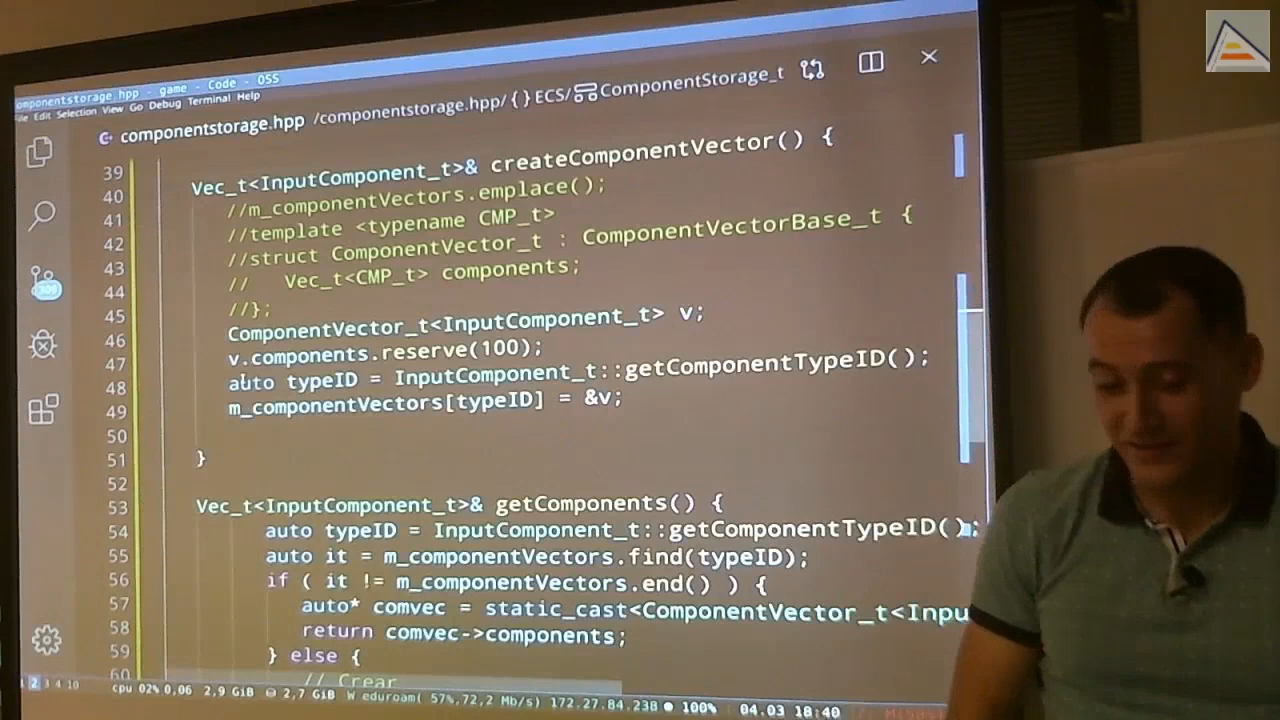 omponentstorage.hpp - game - Code - OSS
File Edit Selection View Go Debug Terminal Help
componentstorage.hpp /componentstorage.hpp/{ } ECS/ ComponentStorage_t
39
40 Vec_t<InputComponent_t>& createComponentVector() {
41 //m_componentVectors.emplace();
42 //template <typename CMP_t>
43 //struct ComponentVector_t : ComponentVectorBase_t {
44 // Vec_t<CMP_t> components;
45 //};
46 ComponentVector_t<InputComponent_t> v;
47 v.components.reserve(100);
48 auto typeID = InputComponent_t::getComponentTypeID();
49 m_componentVectors[typeID] = &v;
50
51 }
52
53 Vec_t<InputComponent_t>& getComponents() {
54 auto typeID = InputComponent_t::getComponentTypeID();
55 auto it = m_componentVectors.find(typeID);
56 if ( it != m_componentVectors.end() ) {
57 auto* comvec = static_cast<ComponentVector_t<Inpu
58 return comvec->components;
59 } else {
60 // Crear
1 2 3 4 10 cpu 02% 0,06 2,9 GiB 2,7 GiB W eduroam( 57%,72,2 Mb/s) 172.27.84.238 100% 04.03 18:40